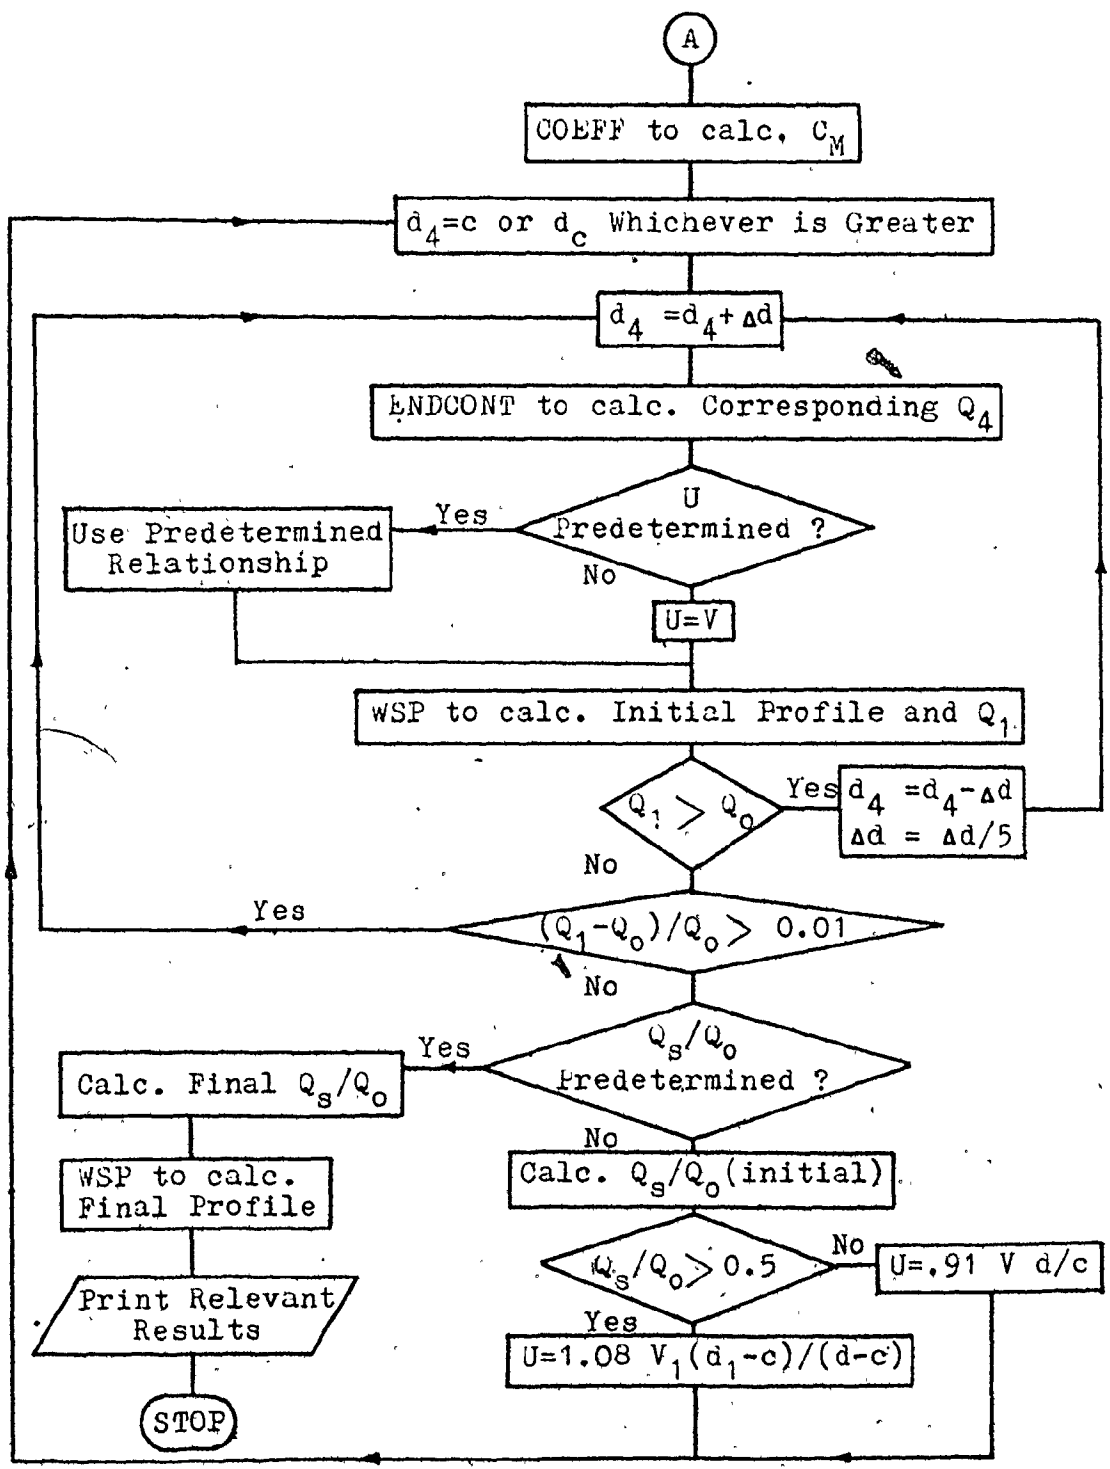 A
COEFF to calc. C_M
d_4=c or d_c Whichever is Greater
d_4 =d_4+ Δd
ENDCONT to calc. Corresponding Q_4
U
Predetermined ?
Yes
Use Predetermined
Relationship
No
U=V
WSP to calc. Initial Profile and Q_1
Q_1 > Q_o
Yes
d_4 =d_4-Δd
Δd = Δd/5
No
(Q_1-Q_o)/Q_o> 0.01
Yes
No
Q_s/Q_o
Predetermined ?
Yes
Calc. Final Q_s/Q_o
WSP to calc.
Final Profile
Print Relevant
Results
STOP
No
Calc. Q_s/Q_o(initial)
Q_s/Q_o>0.5
No
U=.91 V d/c
Yes
U=1.08 V_1(d_1-c)/(d-c)